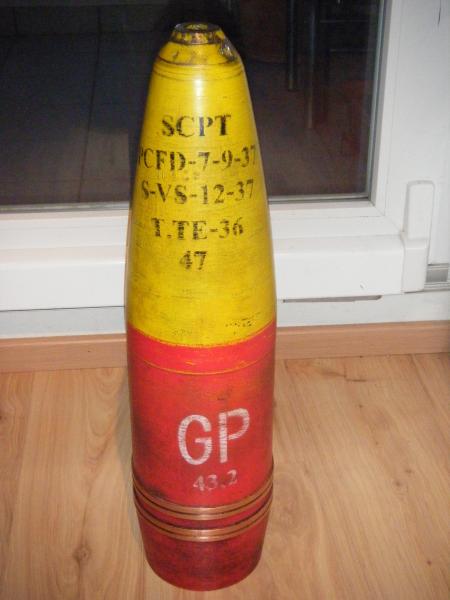 SCPT
PCFD-7-9-37
S-VS-12-37
T.TE-36
47
GP
43.2